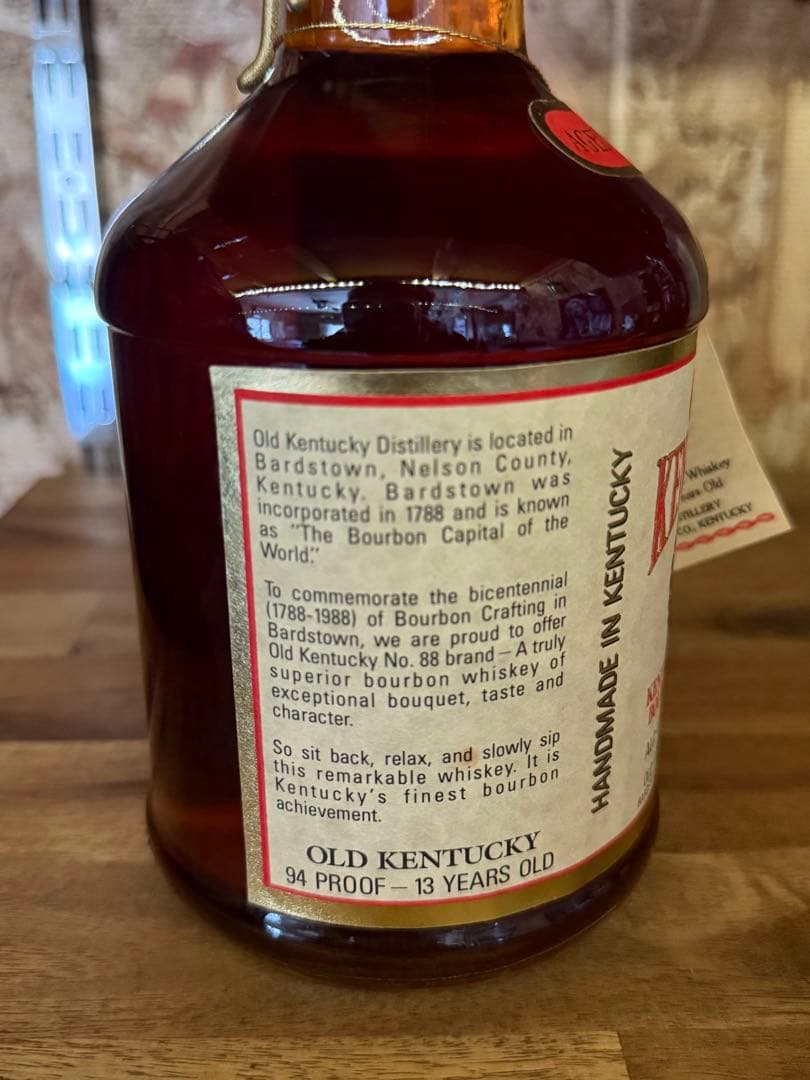 AGED
Old Kentucky Distillery is located in
Bardstown, Nelson County,
Kentucky. Bardstown was
incorporated in 1788 and is known
as "The Bourbon Capital of the
World."
To commemorate the bicentennial
(1788-1988) of Bourbon Crafting in
Bardstown, we are proud to offer
Old Kentucky No. 88 brand — A truly
superior bourbon whiskey of
exceptional bouquet, taste and
character.
So sit back, relax, and slowly sip
this remarkable whiskey. It is
Kentucky's finest bourbon
achievement.
OLD KENTUCKY
94 PROOF — 13 YEARS OLD
HANDMADE IN KENTUCKY
Whiskey
Old
CO., KENTUCKY